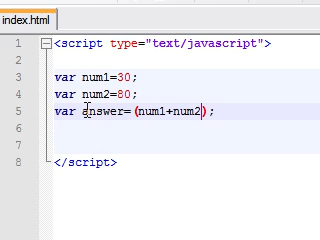 index.html
1 <script type="text/javascript">
2
3 var num1=30;
4 var num2=80;
5 var answer=(num1+num2);
6
7
8 </script>